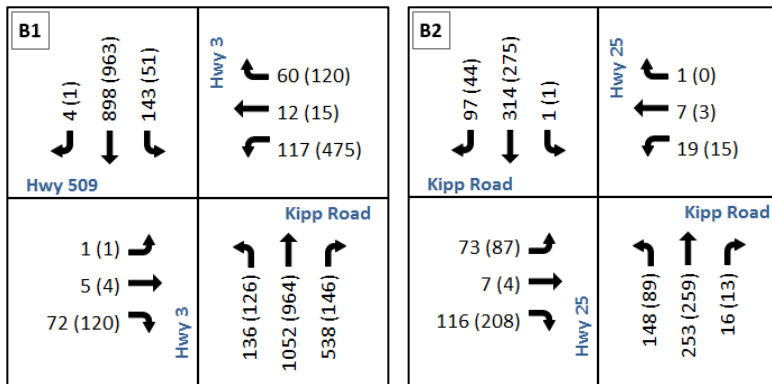 B1
4 (1)
898 (963)
143 (51)
Hwy 509
Hwy 3
60 (120)
12 (15)
117 (475)
1 (1)
5 (4)
72 (120)
Hwy 3
Kipp Road
136 (126)
1052 (964)
538 (146)
B2
97 (44)
314 (275)
1 (1)
Kipp Road
Hwy 25
1 (0)
7 (3)
19 (15)
73 (87)
7 (4)
116 (208)
Hwy 25
Kipp Road
148 (89)
253 (259)
16 (13)